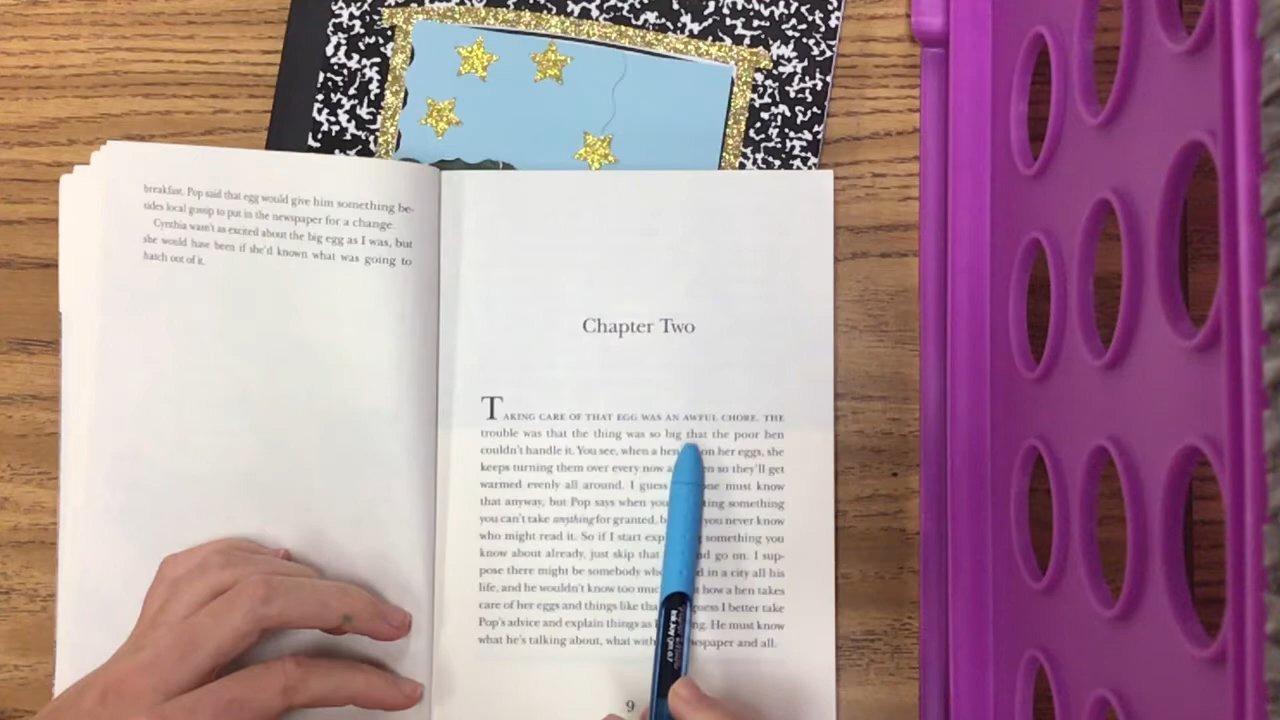 breakfast. Pop said that egg would give him something be-
sides local gossip to put in the newspaper for a change.
Cynthia wasn't as excited about the big egg as I was, but
she would have been if she'd known what was going to
hatch out of it.
Chapter Two
TAKING CARE OF THAT EGG WAS AN AWFUL CHORE. THE
trouble was that the thing was so big that the poor hen
couldn't handle it. You see, when a hen on her eggs, she
keeps turning them over every now so they'll get
warmed evenly all around. I guess must know
that anyway, but Pop says when something
you can't take anything for granted, you never know
who might read it. So if I start something you
know about already, just skip that go on. I sup-
pose there might be somebody in a city all his
life, and he wouldn't know too how a hen takes
care of her eggs and things like guess I better take
Pop's advice and explain things as He must know
what he's talking about, what with and all.
9